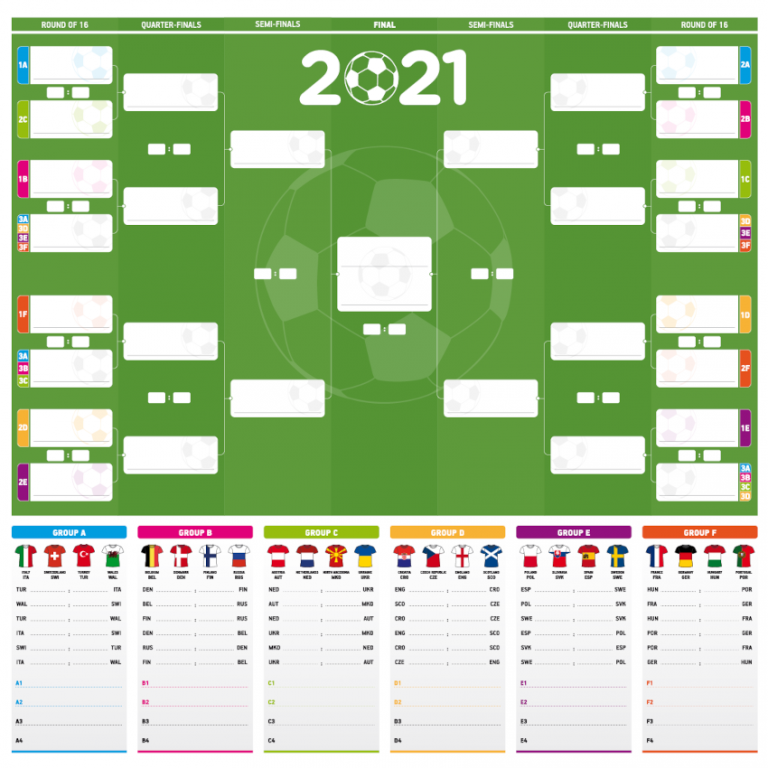 ROUND OF 16 QUARTER-FINALS SEMI-FINALS FINAL SEMI-FINALS QUARTER-FINALS ROUND OF 16
2021
1A 2A
: :
2C 2B
: :
1B 1C
: :
3A 3D
3D 3E
3E 3F
3F
: :
:
1F 1D
: :
3A 2F
3B
3C
: :
2D 1E
: :
2E 3A
3B
3C
3D
GROUP A GROUP B GROUP C GROUP D GROUP E GROUP F
ITALY SWITZERLAND TURKEY WALES BELGIUM DENMARK FINLAND RUSSIA AUSTRIA NETHERLANDS NORTH MACEDONIA UKRAINE CROATIA CZECH REPUBLIC ENGLAND SCOTLAND POLAND SLOVAKIA SPAIN SWEDEN FRANCE GERMANY HUNGARY PORTUGAL
ITA SWI TUR WAL BEL DEN FIN RUS AUT NED MKD UKR CRO CZE ENG SCO POL SVK ESP SWE FRA GER HUN POR
TUR : ITA DEN : FIN NED : UKR ENG : CRO ESP : SWE HUN : POR
WAL : SWI BEL : RUS AUT : MKD SCO : CZE POL : SVK FRA : GER
TUR : WAL FIN : RUS UKR : MKD CRO : CZE SWE : SVK HUN : FRA
ITA : SWI DEN : BEL NED : AUT ENG : SCO ESP : POL POR : GER
SWI : TUR RUS : DEN MKD : NED CRO : SCO SVK : ESP POR : FRA
ITA : WAL FIN : BEL UKR : AUT CZE : ENG SWE : POL GER : HUN
A1 B1 C1 D1 E1 F1
A2 B2 C2 D2 E2 F2
A3 B3 C3 D3 E3 F3
A4 B4 C4 D4 E4 F4